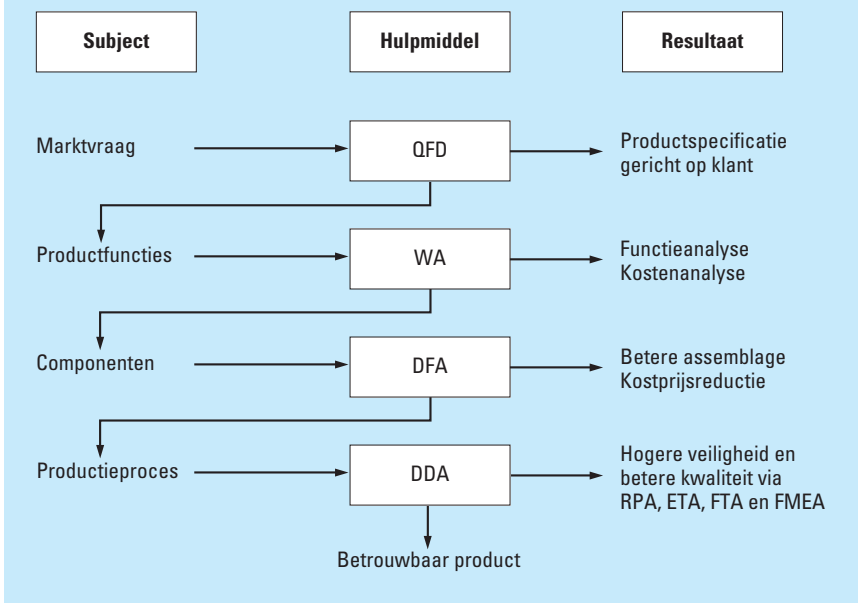 Subject
Hulpmiddel
Resultaat
Marktvraag
QFD
Productspecificatie
gericht op klant
Productfuncties
WA
Functieanalyse
Kostenanalyse
Componenten
DFA
Betere assemblage
Kostprijsreductie
Productieproces
DDA
Hogere veiligheid en
betere kwaliteit via
RPA, ETA, FTA en FMEA
Betrouwbaar product